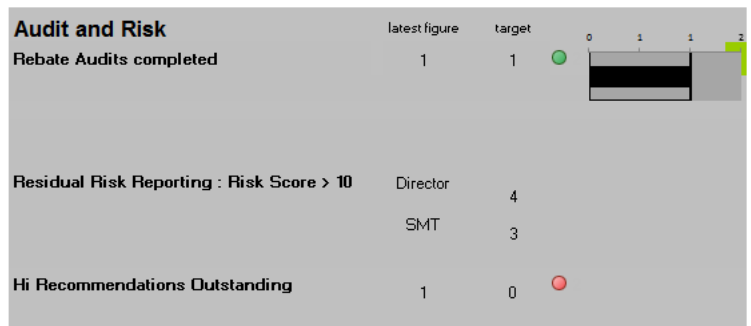 Audit and Risk latest figure target
0 1 1 2
Rebate Audits completed 1 1
Residual Risk Reporting : Risk Score > 10 Director 4
SMT 3
Hi Recommendations Outstanding 1 0